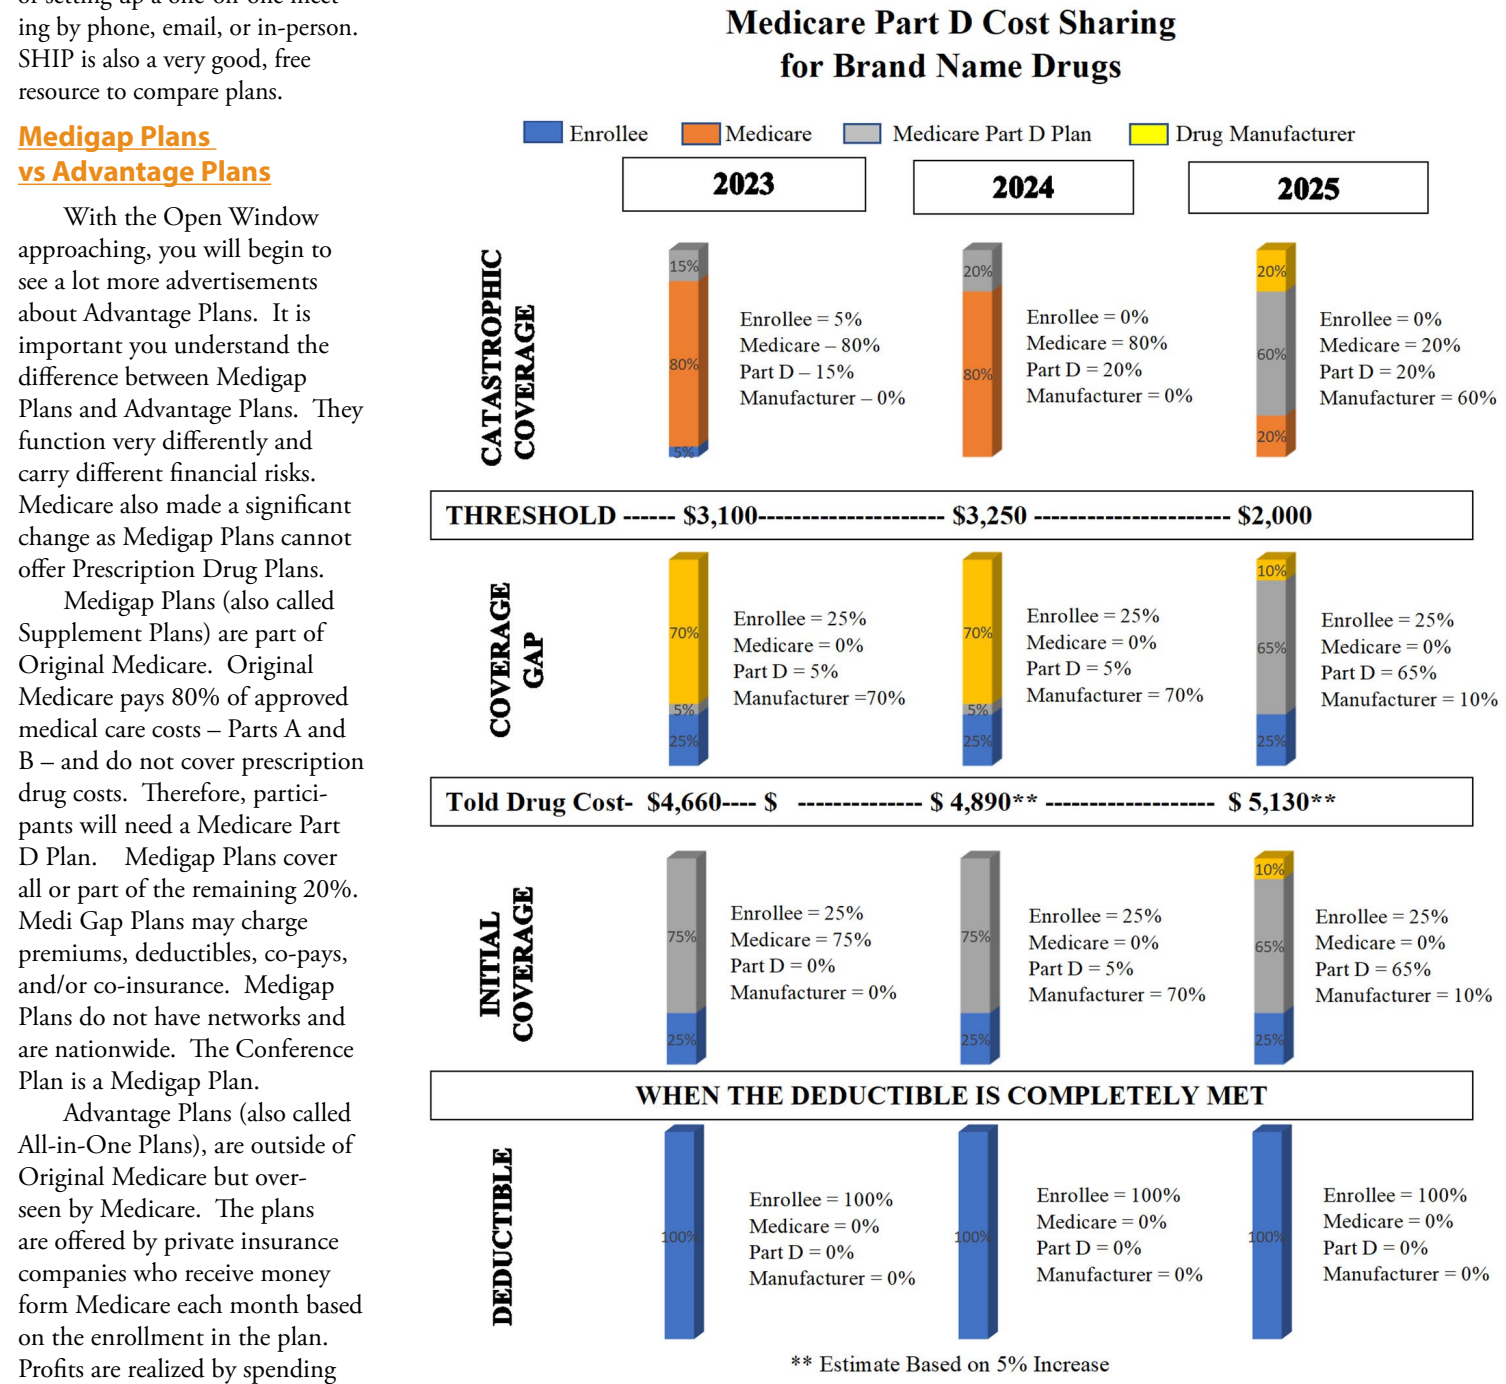 or setting up a one-on-one meet-
ing by phone, email, or in-person.
SHIP is also a very good, free
resource to compare plans.
Medigap Plans
vs Advantage Plans
With the Open Window
approaching, you will begin to
see a lot more advertisements
about Advantage Plans. It is
important you understand the
difference between Medigap
Plans and Advantage Plans. They
function very differently and
carry different financial risks.
Medicare also made a significant
change as Medigap Plans cannot
offer Prescription Drug Plans.
Medigap Plans (also called
Supplement Plans) are part of
Original Medicare. Original
Medicare pays 80% of approved
medical care costs – Parts A and
B – and do not cover prescription
drug costs. Therefore, partici-
pants will need a Medicare Part
D Plan. Medigap Plans cover
all or part of the remaining 20%.
Medi Gap Plans may charge
premiums, deductibles, co-pays,
and/or co-insurance. Medigap
Plans do not have networks and
are nationwide. The Conference
Plan is a Medigap Plan.
Advantage Plans (also called
All-in-One Plans), are outside of
Original Medicare but over-
seen by Medicare. The plans
are offered by private insurance
companies who receive money
form Medicare each month based
on the enrollment in the plan.
Profits are realized by spending
Medicare Part D Cost Sharing
for Brand Name Drugs
Enrollee Medicare Medicare Part D Plan Drug Manufacturer
2023 2024 2025
CATASTROPHIC
COVERAGE
15%
80%
5%
Enrollee = 5%
Medicare – 80%
Part D – 15%
Manufacturer – 0%
20%
80%
Enrollee = 0%
Medicare = 80%
Part D = 20%
Manufacturer = 0%
20%
60%
20%
Enrollee = 0%
Medicare = 20%
Part D = 20%
Manufacturer = 60%
THRESHOLD ------ $3,100--------------------- $3,250 ---------------------- $2,000
COVERAGE
GAP
70%
5%
25%
Enrollee = 25%
Medicare = 0%
Part D = 5%
Manufacturer =70%
70%
5%
25%
Enrollee = 25%
Medicare = 0%
Part D = 5%
Manufacturer = 70%
10%
65%
25%
Enrollee = 25%
Medicare = 0%
Part D = 65%
Manufacturer = 10%
Told Drug Cost- $4,660---- $ -------------- $ 4,890** ------------------- $ 5,130**
INITIAL
COVERAGE
75%
25%
Enrollee = 25%
Medicare = 75%
Part D = 0%
Manufacturer = 0%
75%
25%
Enrollee = 25%
Medicare = 0%
Part D = 5%
Manufacturer = 70%
10%
65%
25%
Enrollee = 25%
Medicare = 0%
Part D = 65%
Manufacturer = 10%
WHEN THE DEDUCTIBLE IS COMPLETELY MET
DEDUCTIBLE
100%
Enrollee = 100%
Medicare = 0%
Part D = 0%
Manufacturer = 0%
100%
Enrollee = 100%
Medicare = 0%
Part D = 0%
Manufacturer = 0%
100%
Enrollee = 100%
Medicare = 0%
Part D = 0%
Manufacturer = 0%
** Estimate Based on 5% Increase